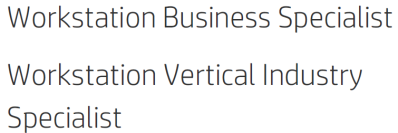 Workstation Business Specialist
Workstation Vertical Industry
Specialist